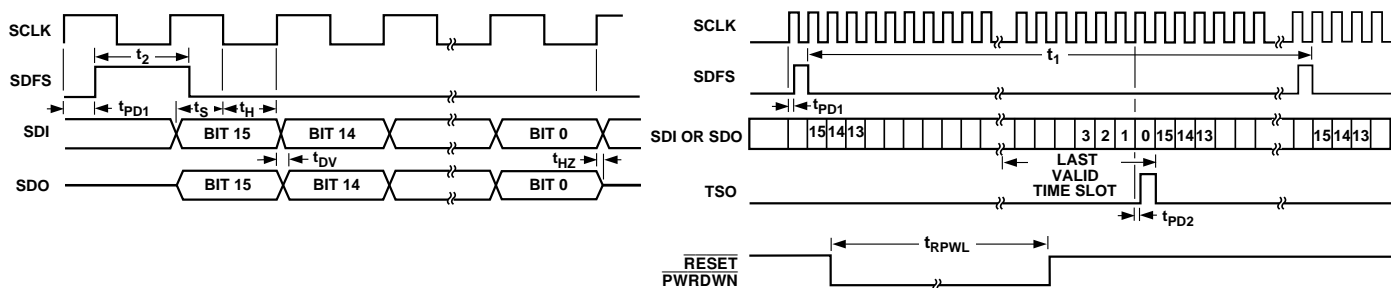 SCLK
t2
SDFS
tPD1
tS
tH
SDI
BIT 15
BIT 14
BIT 0
tDV
tHZ
SDO
BIT 15
BIT 14
BIT 0
SCLK
t1
SDFS
tPD1
SDI OR SDO
15 14 13
3 2 1 0 15 14 13
15 14 13
LAST
VALID
TIME SLOT
TSO
tPD2
tRPWL
RESET
PWRDWN